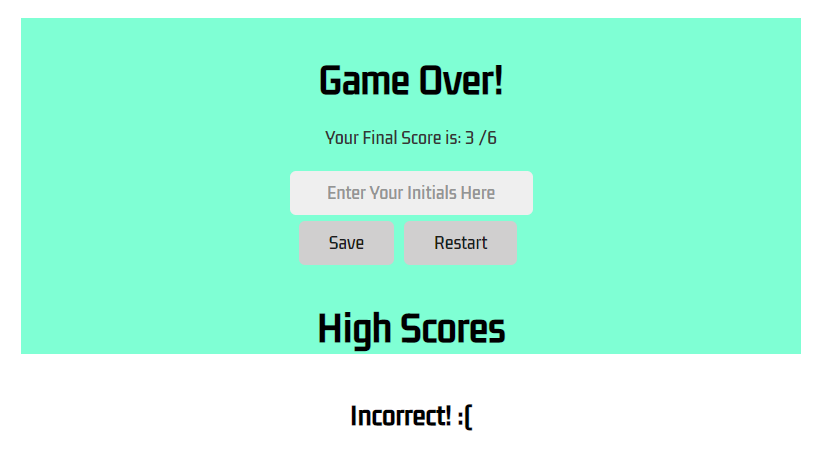 Game Over!
Your Final Score is: 3 /6
Enter Your Initials Here
Save Restart
High Scores
Incorrect! :(